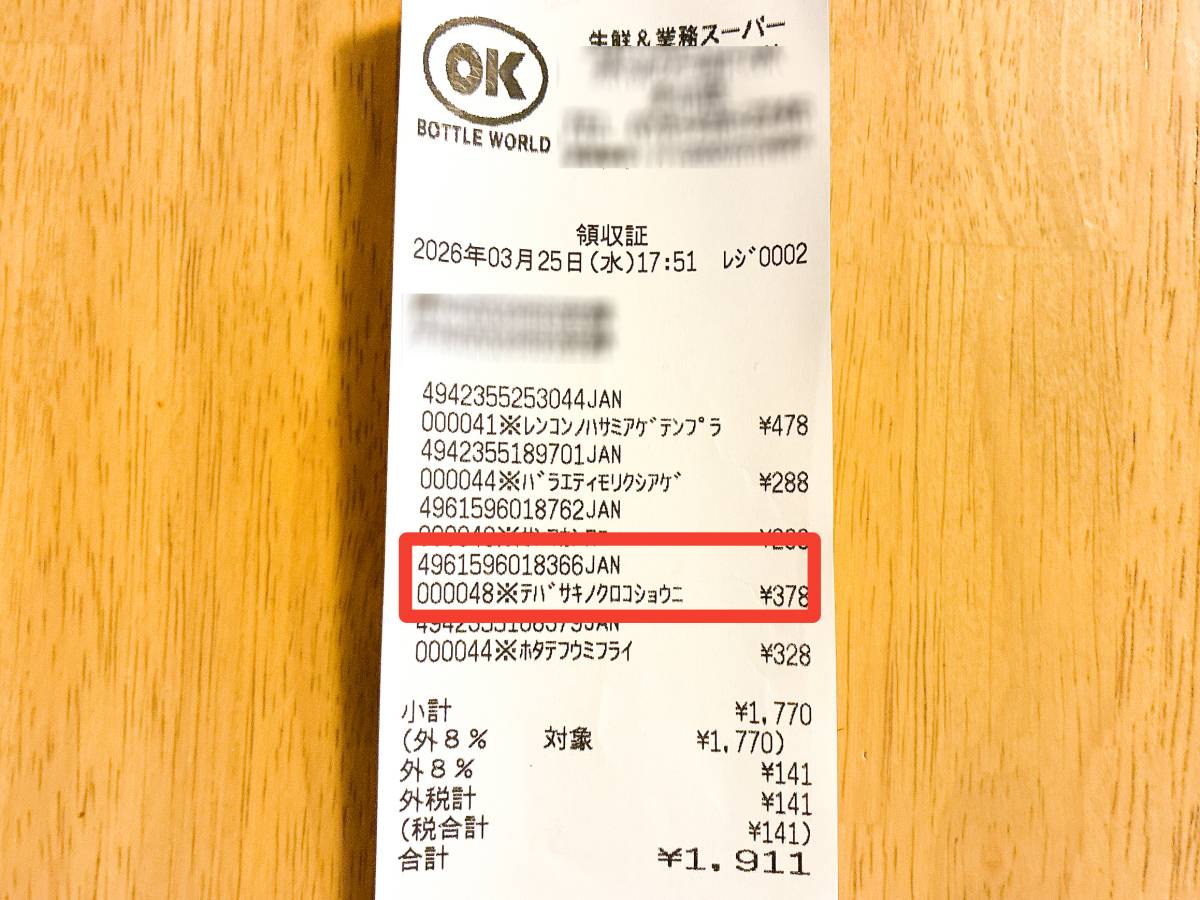 OK
BOTTLE WORLD
生鮮&業務スーパー
領収証
2026年03月25日(水)17:51 レジ0002
4942355253044JAN
000041※レンコンノハサミアゲテンプラ ¥478
4942355189701JAN
000044※バラエティモリクシアゲ ¥288
4961596018762JAN
4961596018366JAN
000048※テバサキノクロコショウニ ¥378
000044※ホタテフウミフライ ¥328
小計 ¥1,770
(外8% 対象 ¥1,770)
外8% ¥141
外税計 ¥141
(税合計 ¥141)
合計 ¥1,911